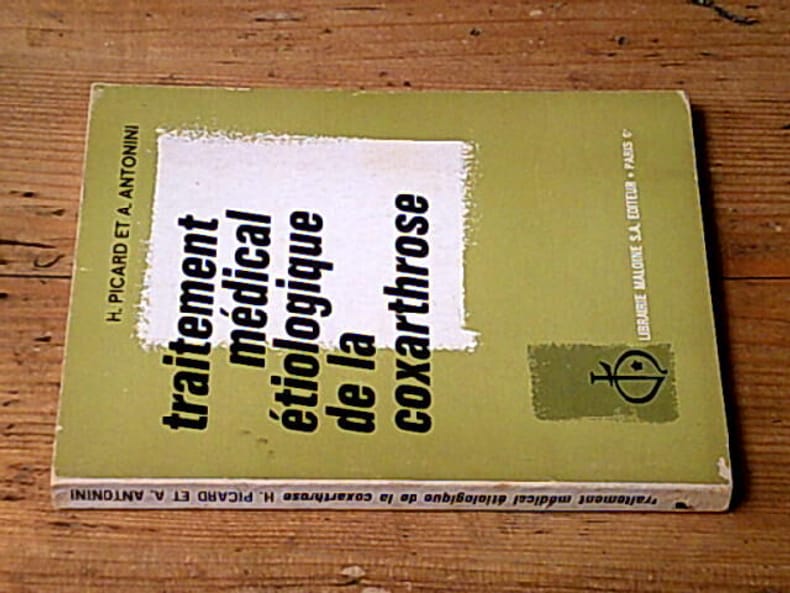 H. PICARD ET A. ANTONINI
traitement
médical
étiologique
de la
coxarthrose
LIBRAIRIE MALOINE S.A. EDITEUR • PARIS 6e
H. PICARD ET A. ANTONINI traitement médical étiologique de la coxarthrose